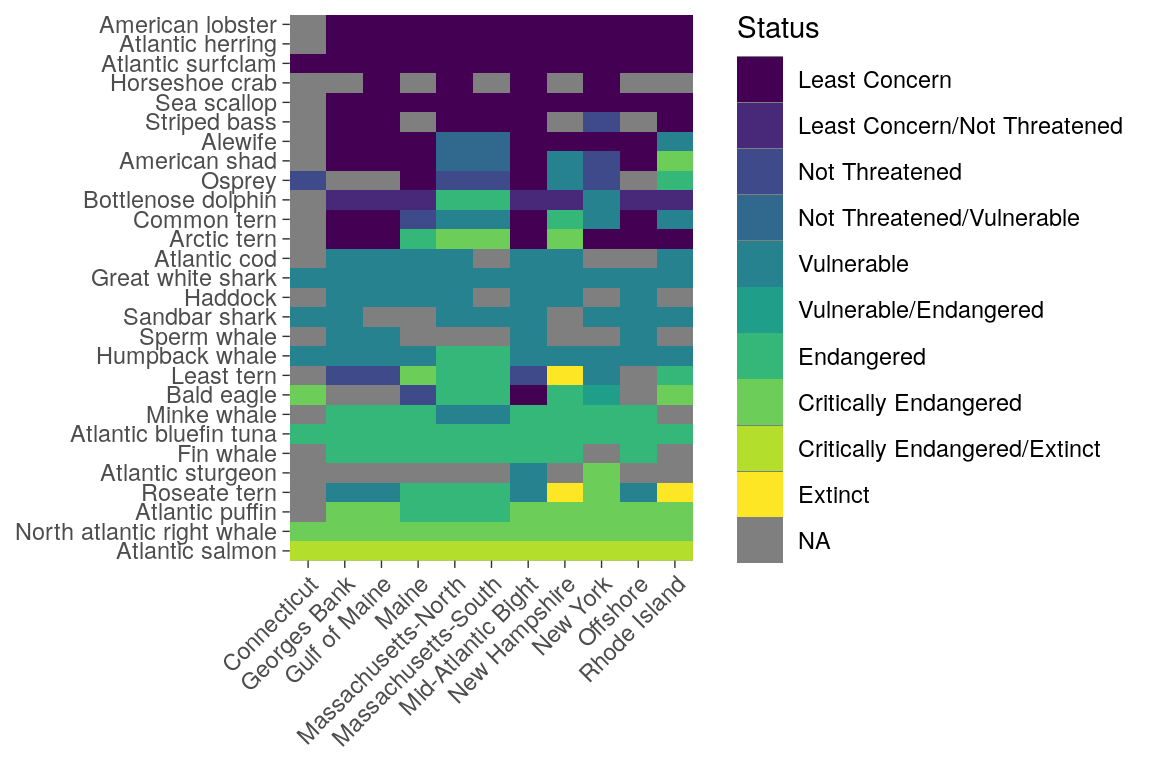 American lobster
Atlantic herring
Atlantic surfclam
Horseshoe crab
Sea scallop
Striped bass
Alewife
American shad
Osprey
Bottlenose dolphin
Common tern
Arctic tern
Atlantic cod
Great white shark
Haddock
Sandbar shark
Sperm whale
Humpback whale
Least tern
Bald eagle
Minke whale
Atlantic bluefin tuna
Fin whale
Atlantic sturgeon
Roseate tern
Atlantic puffin
North atlantic right whale
Atlantic salmon
Connecticut
Georges Bank
Gulf of Maine
Maine
Massachusetts-North
Massachusetts-South
Mid-Atlantic Bight
New Hampshire
New York
Offshore
Rhode Island
Status
Least Concern
Least Concern/Not Threatened
Not Threatened
Not Threatened/Vulnerable
Vulnerable
Vulnerable/Endangered
Endangered
Critically Endangered
Critically Endangered/Extinct
Extinct
NA